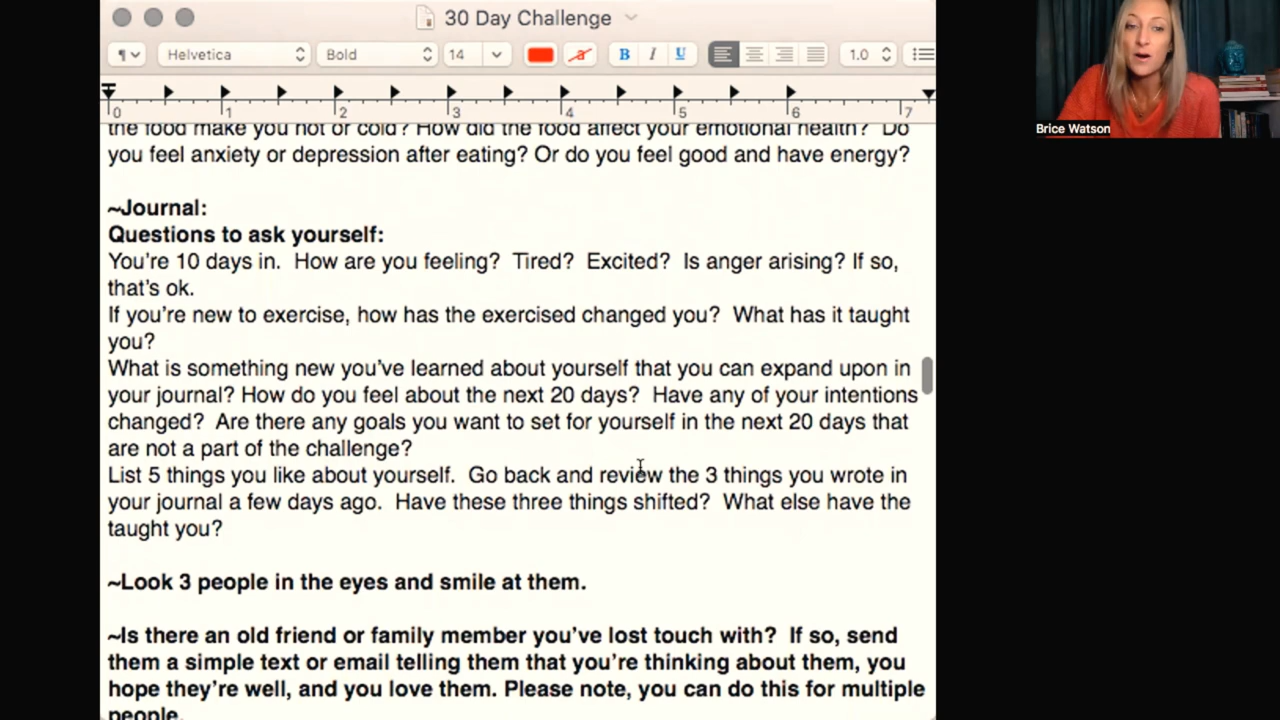 30 Day Challenge
Helvetica Bold 14 a B I U 1.0
0 1 2 3 4 5 6 7
the food make you hot or cold? How did the food affect your emotional health? Do
you feel anxiety or depression after eating? Or do you feel good and have energy?
~Journal:
Questions to ask yourself:
You're 10 days in. How are you feeling? Tired? Excited? Is anger arising? If so,
that's ok.
If you're new to exercise, how has the exercised changed you? What has it taught
you?
What is something new you've learned about yourself that you can expand upon in
your journal? How do you feel about the next 20 days? Have any of your intentions
changed? Are there any goals you want to set for yourself in the next 20 days that
are not a part of the challenge?
List 5 things you like about yourself. Go back and review the 3 things you wrote in
your journal a few days ago. Have these three things shifted? What else have the
taught you?
~Look 3 people in the eyes and smile at them.
~Is there an old friend or family member you've lost touch with? If so, send
them a simple text or email telling them that you're thinking about them, you
hope they're well, and you love them. Please note, you can do this for multiple
people.
Brice Watson